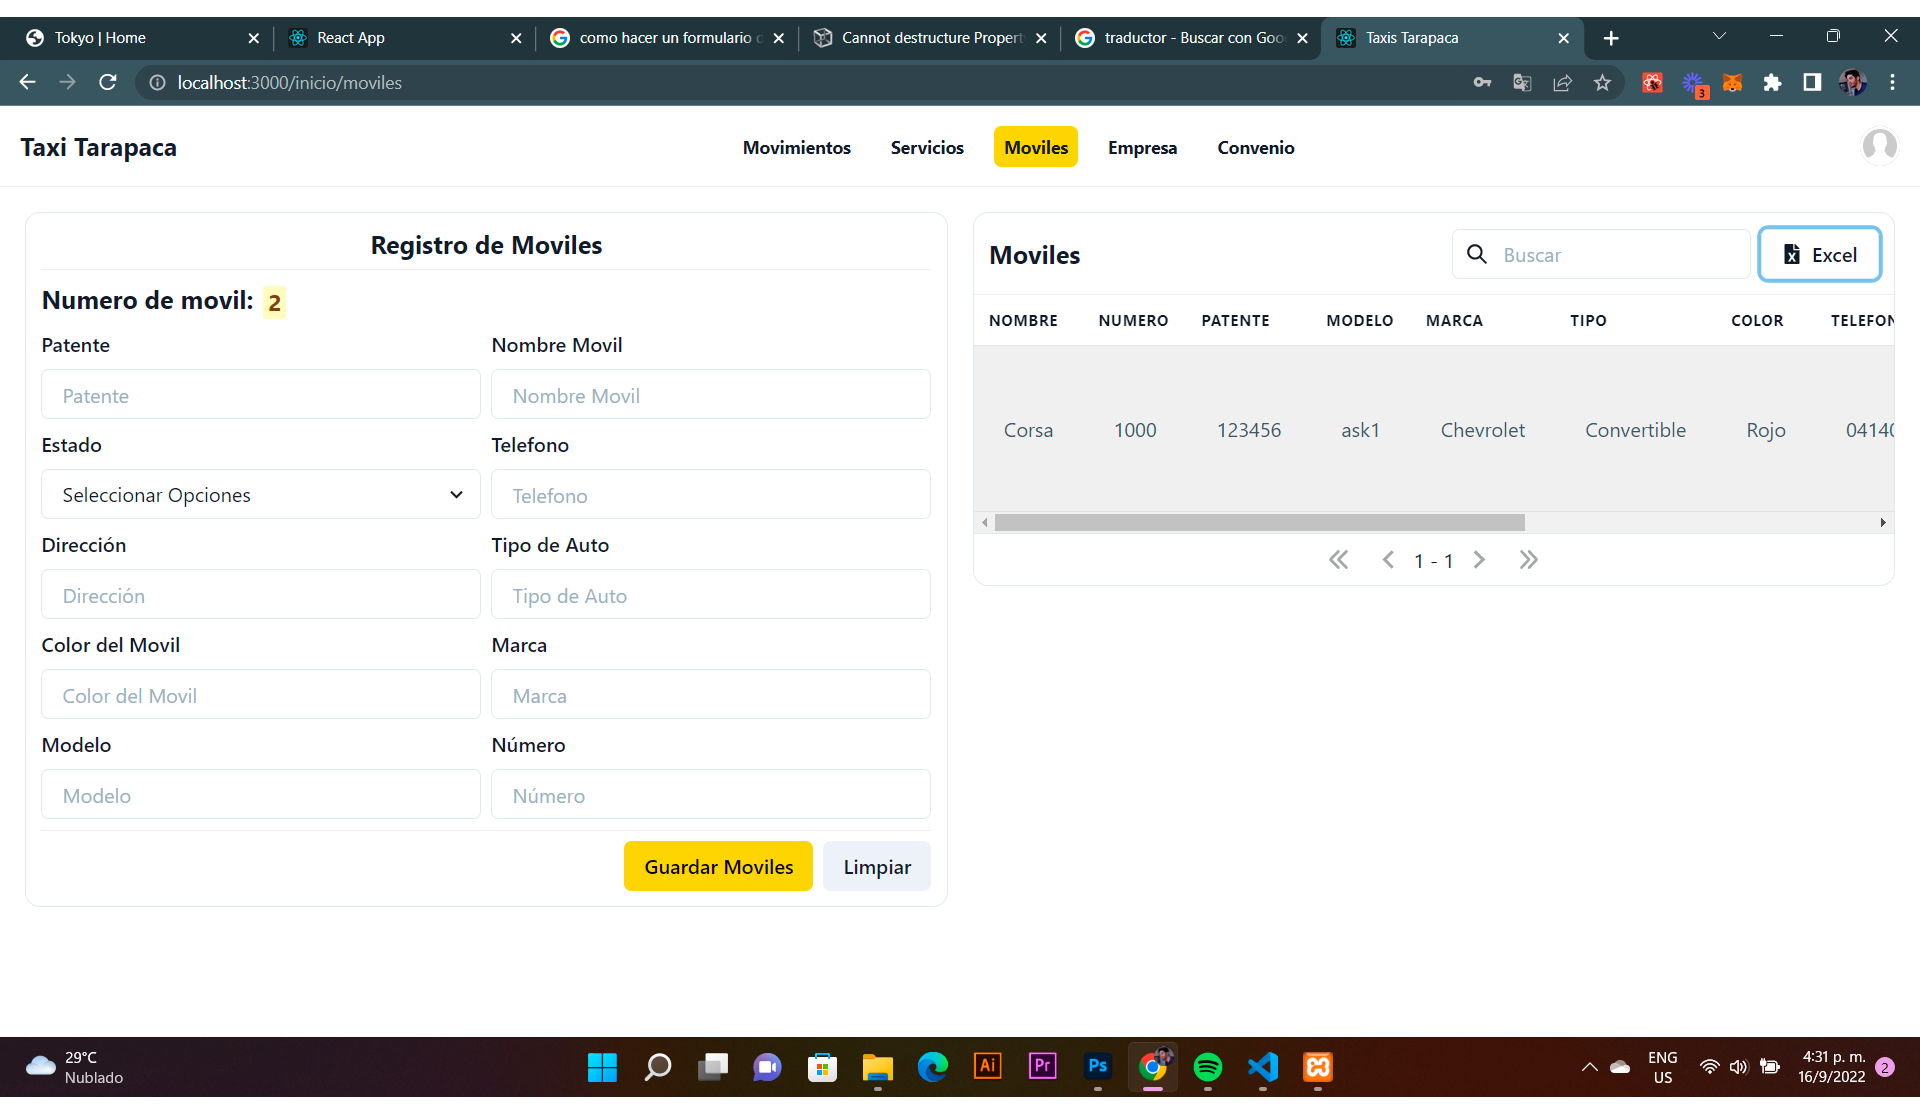 Tokyo | Home
React App
como hacer un formulario
Cannot destructure Propert
traductor - Buscar con Goo
Taxis Tarapaca
localhost:3000/inicio/moviles
3
Taxi Tarapaca
Movimientos
Servicios
Moviles
Empresa
Convenio
Registro de Moviles
Numero de movil: 2
Patente
Nombre Movil
Patente
Nombre Movil
Estado
Telefono
Seleccionar Opciones
Telefono
Dirección
Tipo de Auto
Dirección
Tipo de Auto
Color del Movil
Marca
Color del Movil
Marca
Modelo
Número
Modelo
Número
Guardar Moviles
Limpiar
Moviles
Buscar
Excel
NOMBRE NUMERO PATENTE MODELO MARCA TIPO COLOR TELEFON
Corsa 1000 123456 ask1 Chevrolet Convertible Rojo 0414
1 - 1
29°C
Nublado
Ai
Pr
Ps
ENG
US
4:31 p. m.
16/9/2022
2